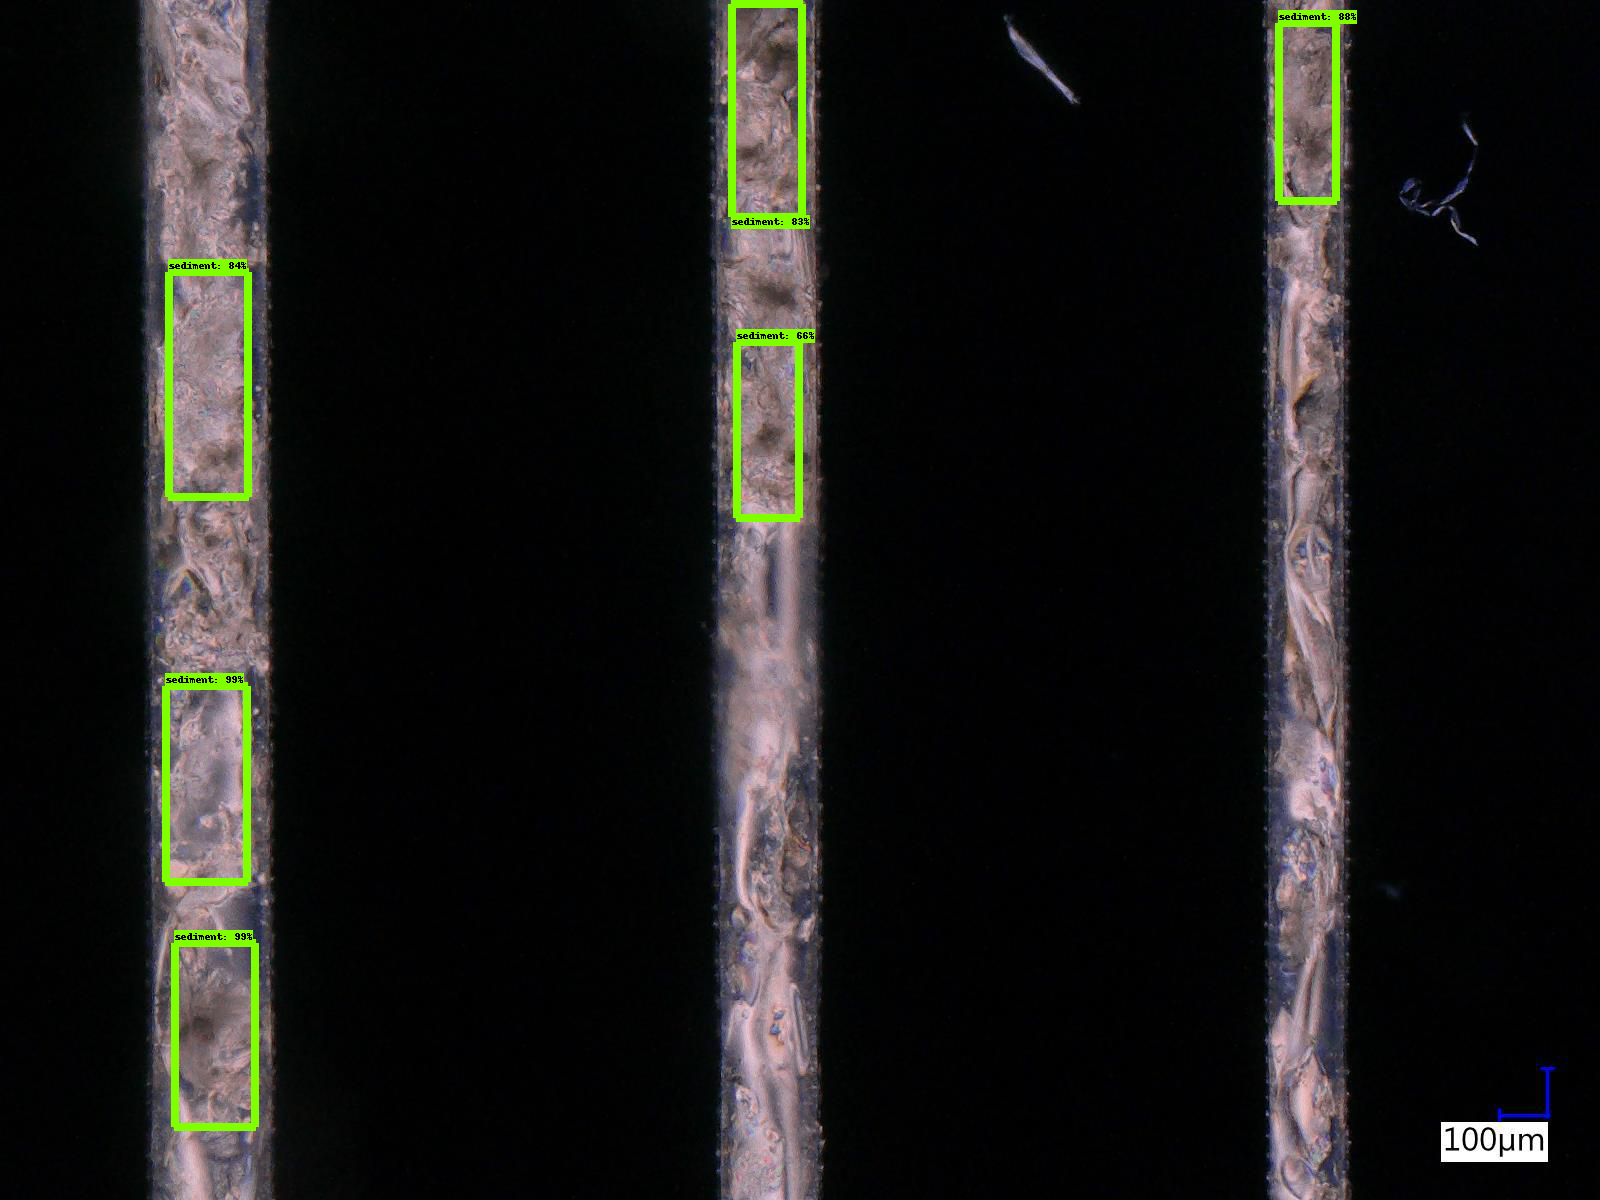 sediment: 88%
sediment: 83%
sediment: 84%
sediment: 66%
sediment: 99%
sediment: 99%
100µm